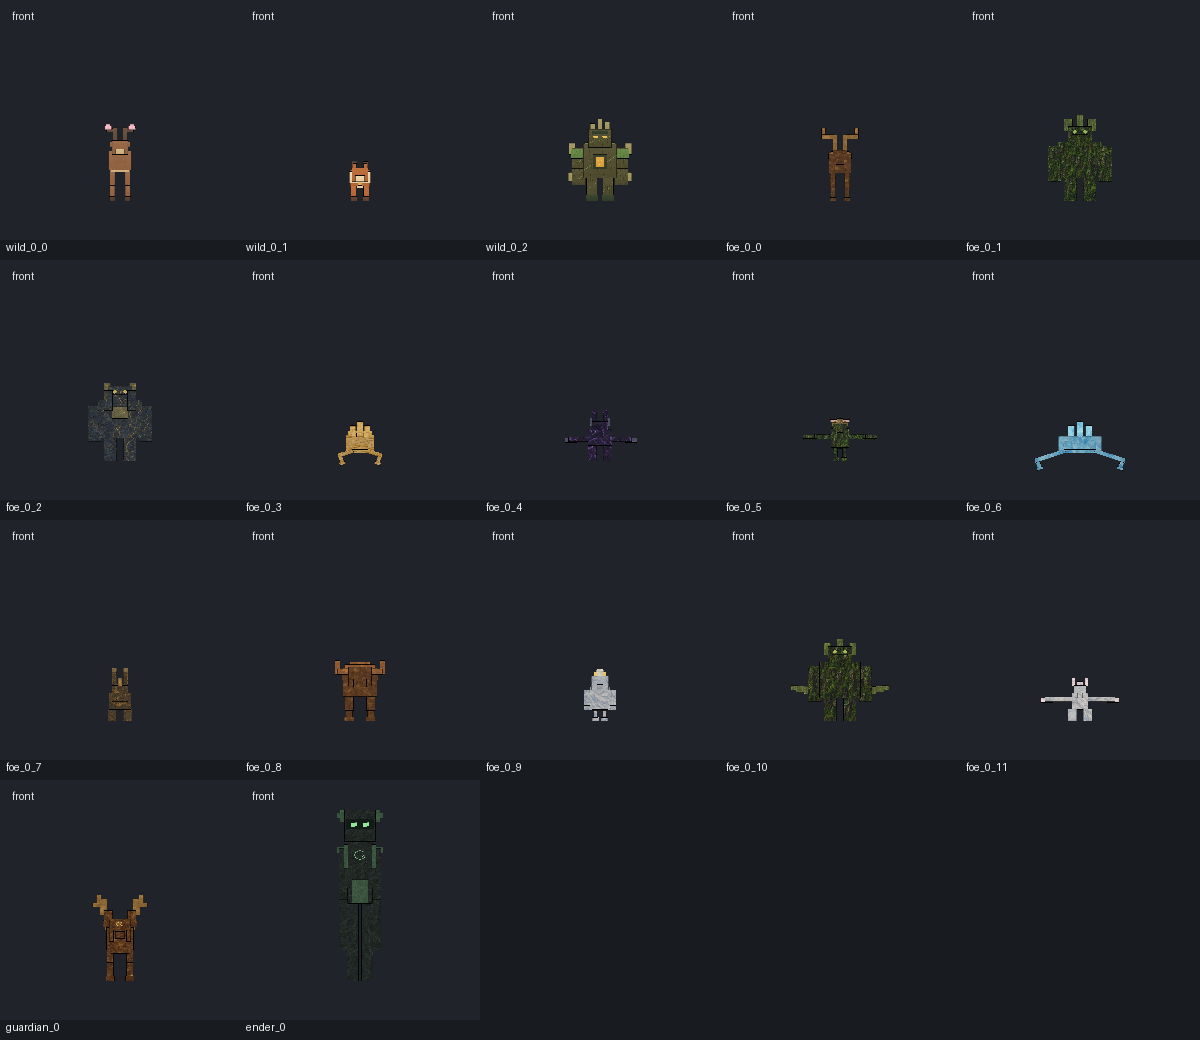 front front front front front
wild_0_0 wild_0_1 wild_0_2 foe_0_0 foe_0_1
front front front front front
foe_0_2 foe_0_3 foe_0_4 foe_0_5 foe_0_6
front front front front front
foe_0_7 foe_0_8 foe_0_9 foe_0_10 foe_0_11
front front
guardian_0 ender_0